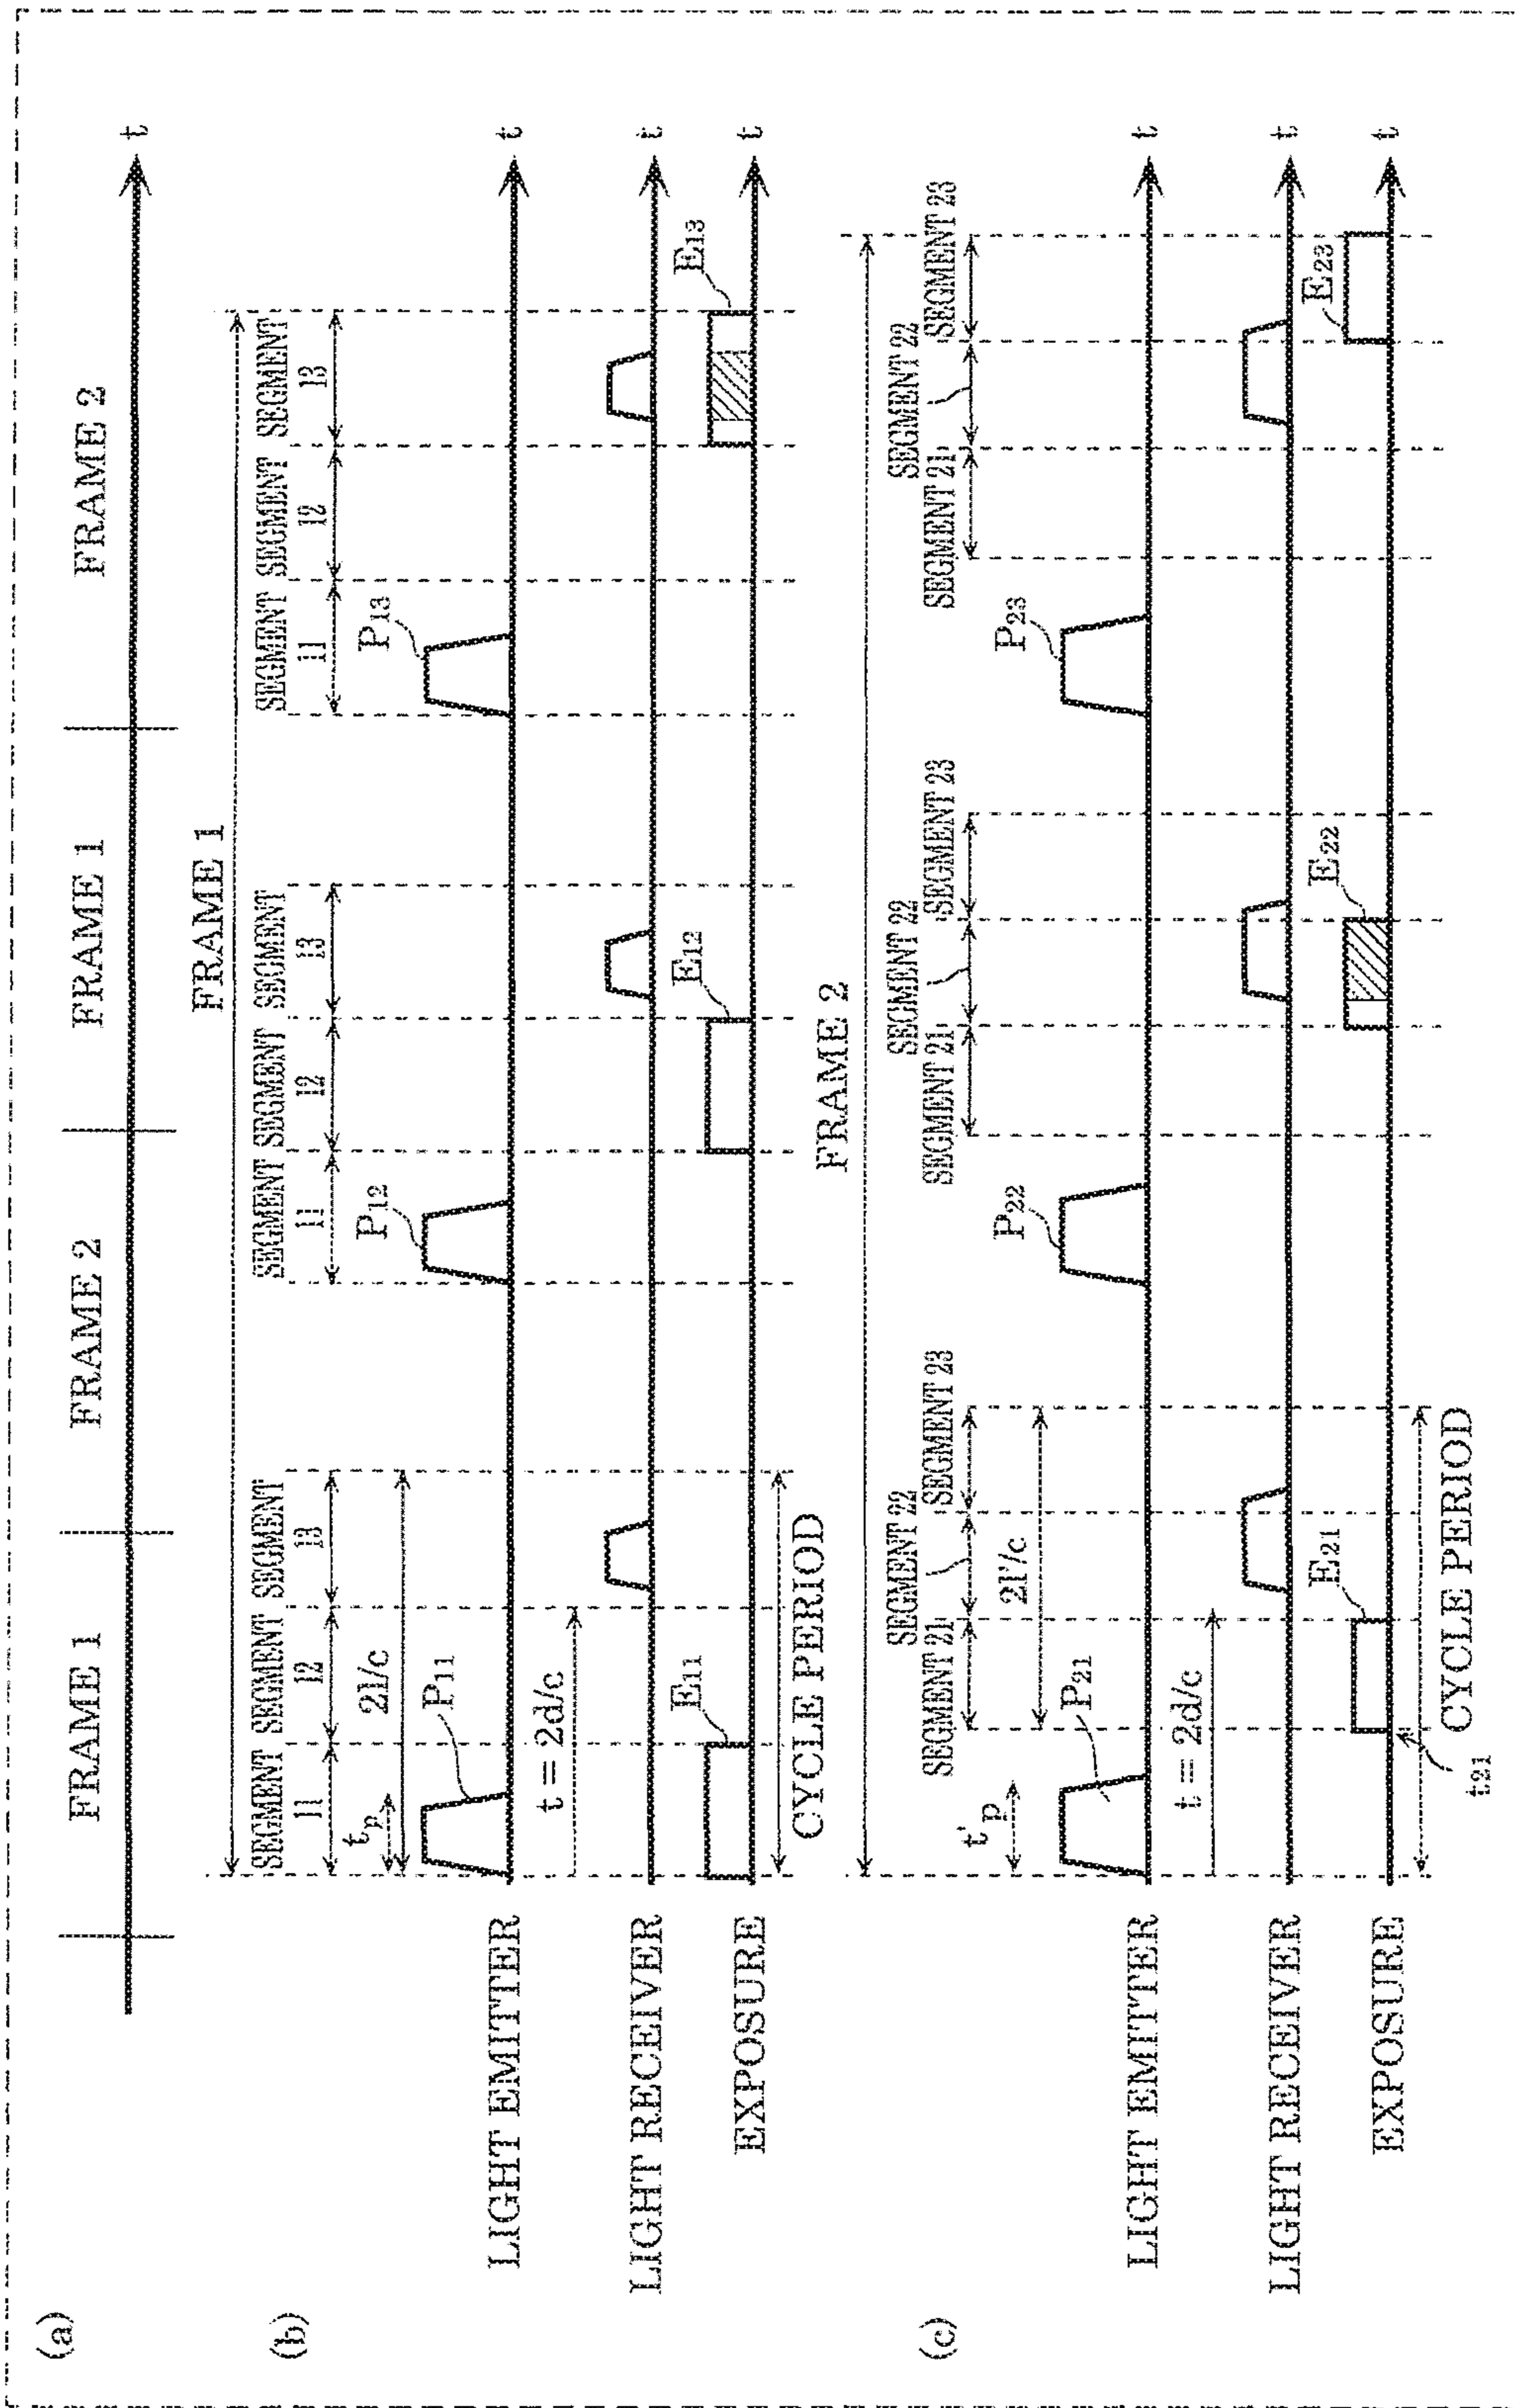 (a)
FRAME 1
FRAME 2
FRAME 1
FRAME 2
t
(b)
FRAME 1
SEGMENT 11
SEGMENT 12
SEGMENT 13
SEGMENT 11
SEGMENT 12
SEGMENT 13
SEGMENT 11
SEGMENT 12
SEGMENT 13
tp
2l/c
P11
P12
P13
LIGHT EMITTER
t
t = 2d/c
LIGHT RECEIVER
t
E11
E12
E13
EXPOSURE
t
CYCLE PERIOD
(c)
FRAME 2
SEGMENT 21
SEGMENT 22
SEGMENT 23
SEGMENT 21
SEGMENT 22
SEGMENT 23
SEGMENT 21
SEGMENT 22
SEGMENT 23
t'p
2l'/c
P21
P22
P23
LIGHT EMITTER
t
t = 2d/c
LIGHT RECEIVER
t
E21
E22
E23
EXPOSURE
t
t21
CYCLE PERIOD